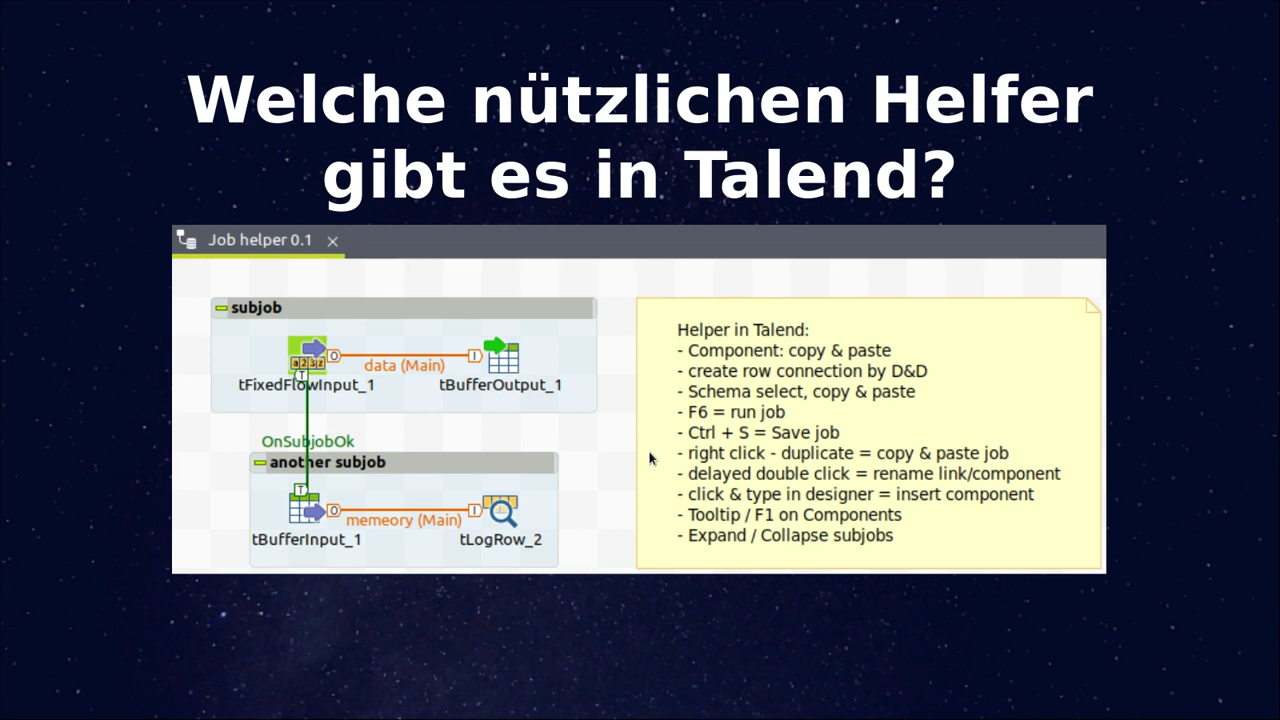 Welche nützlichen Helfer
gibt es in Talend?
Job helper 0.1
subjob
data (Main)
tFixedFlowInput_1
tBufferOutput_1
OnSubjobOk
another subjob
memeory (Main)
tBufferInput_1
tLogRow_2
Helper in Talend:
- Component: copy & paste
- create row connection by D&D
- Schema select, copy & paste
- F6 = run job
- Ctrl + S = Save job
- right click - duplicate = copy & paste job
- delayed double click = rename link/component
- click & type in designer = insert component
- Tooltip / F1 on Components
- Expand / Collapse subjobs